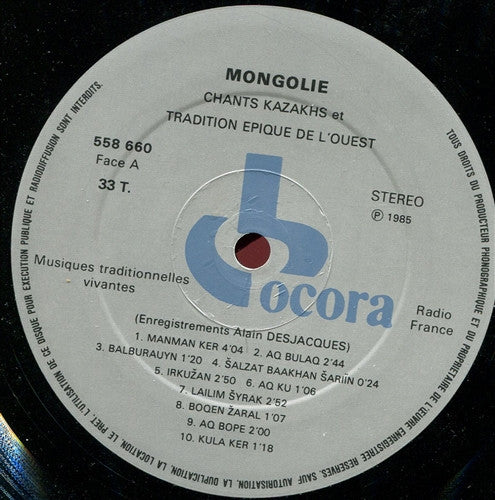 MONGOLIE
CHANTS KAZAKHS et
TRADITION EPIQUE DE L'OUEST
558 660
Face A
33 T.
STEREO
℗ 1985
ocora
Musiques traditionnelles
vivantes
Radio
France
(Enregistrements Alain DESJACQUES)
1. MANMAN KER 4'04 2. AQ BULAQ 2'44
3. BALBURAUYN 1'20 4. ŠALZAT BAAKHAN ŠARIIN 0'24
5. IRKUŽAN 2'50 6. AQ KU 1'06
7. LAILIM ŠYRAK 2'52
8. BOQEN ŽARAL 1'07
9. AQ BOPE 2'00
10. KULA KER 1'18
TOUS DROITS DU PRODUCTEUR PHONOGRAPHIQUE ET DU PROPRIETAIRE DE L'ŒUVRE ENREGISTREE RESERVES. SAUF AUTORISATION, LA DUPLICATION, LA LOCATION, LE PRET, L'UTILISATION DE CE DISQUE POUR EXECUTION PUBLIQUE ET RADIODIFFUSION SONT INTERDITS.